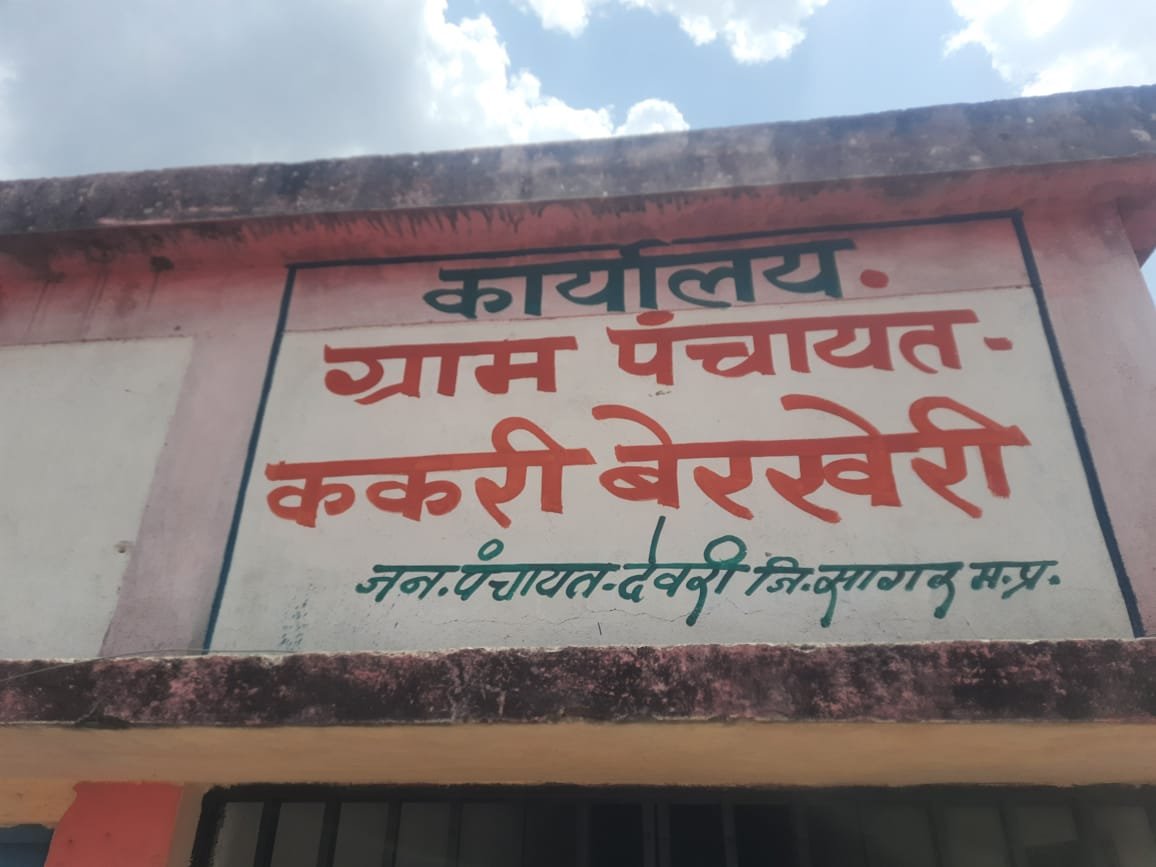 कार्यालय.
ग्राम पंचायत-
ककरी बेरखेरी
जन.पंचायत-देवरी जि.सागर म.प्र.